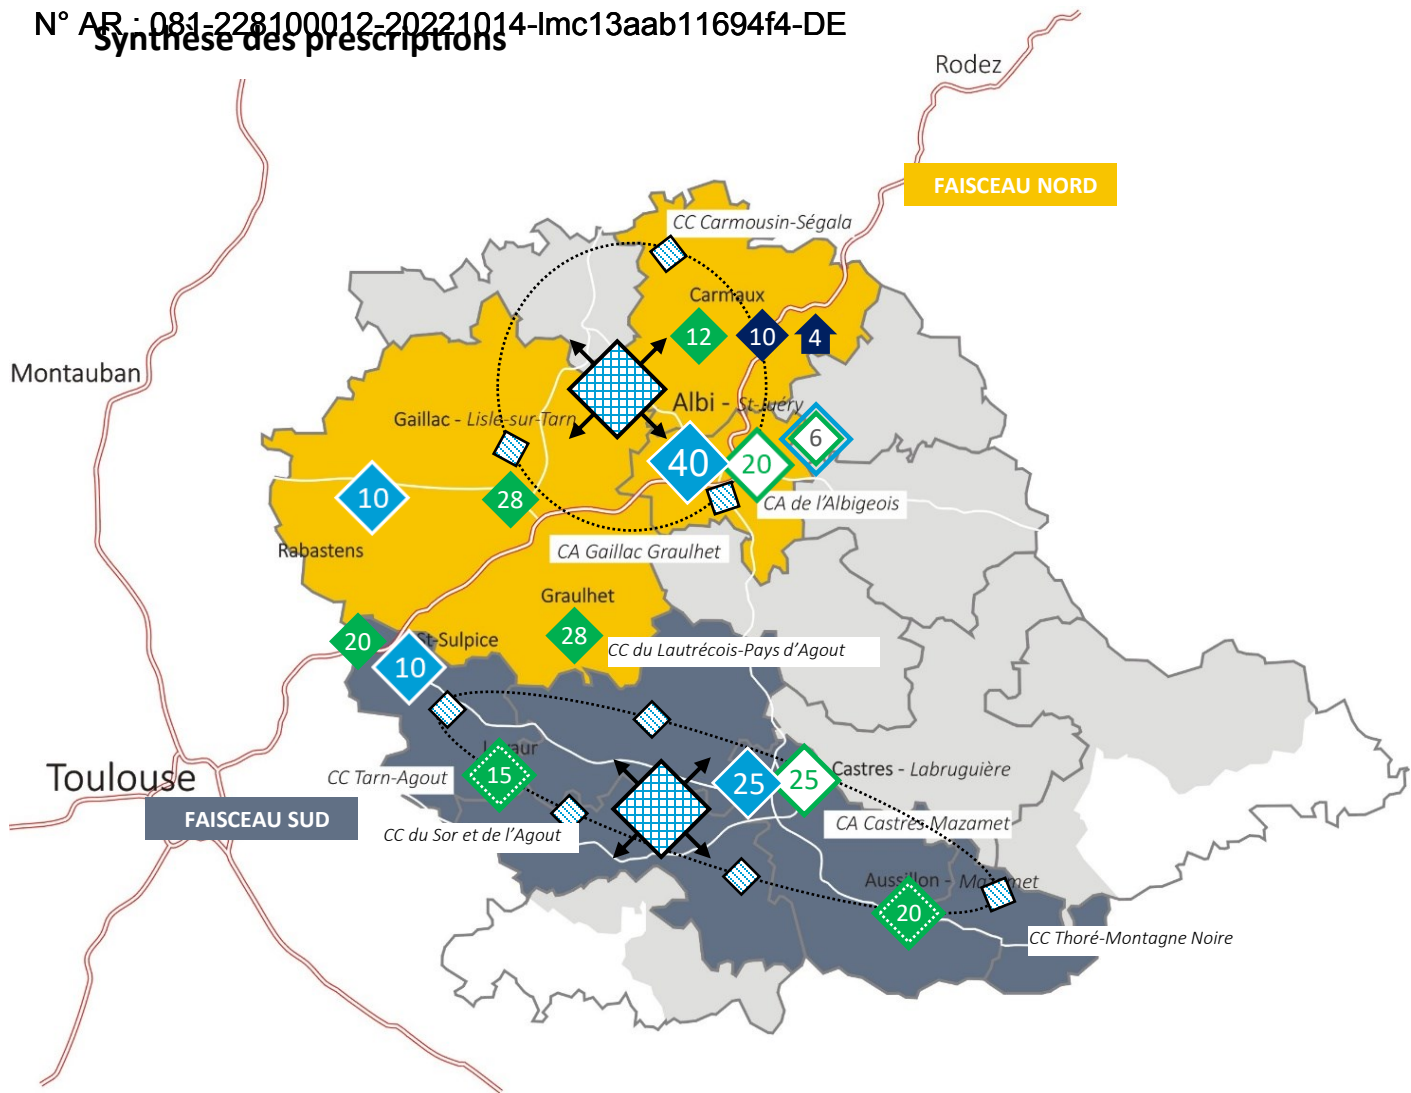 N° AR : 081-228100012-20221014-lmc13aab11694f4-DE
Synthèse des prescriptions
Rodez
FAISCEAU NORD
CC Carmousin-Ségala
Carmaux
12
10
4
Montauban
Albi - St-Juéry
Gaillac - Lisle-sur-Tarn
6
40
20
10
28
CA de l'Albigeois
Rabastens
CA Gaillac Graulhet
Graulhet
20
St-Sulpice
28
CC du Lautrécois-Pays d'Agout
10
Lavaur
Toulouse
CC Tarn-Agout
15
25
25
Castres - Labruguière
FAISCEAU SUD
CC du Sor et de l'Agout
CA Castres Mazamet
Aussillon - Mazamet
20
CC Thoré-Montagne Noire